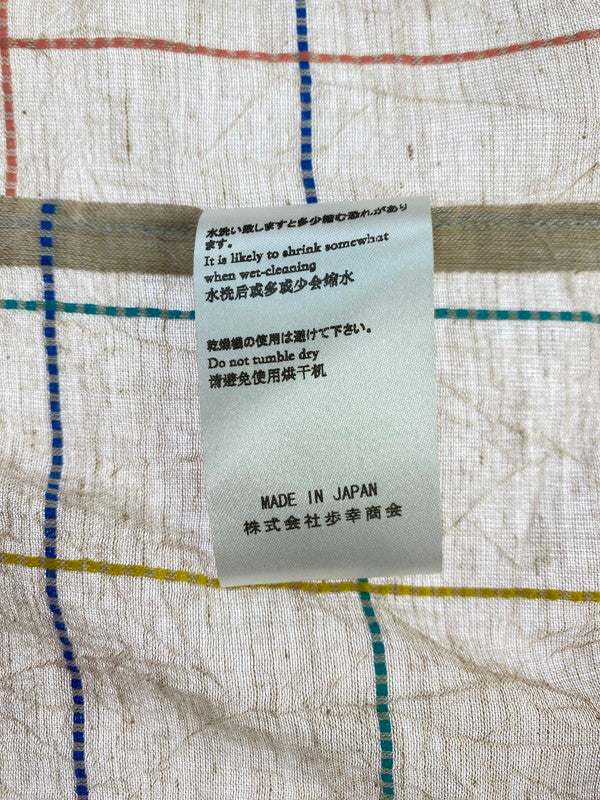 水洗い致しますと多少縮む恐れがあり
ます。
It is likely to shrink somewhat
when wet-cleaning
水洗后或多或少会缩水
乾燥機の使用は避けて下さい。
Do not tumble dry
请避免使用烘干机
MADE IN JAPAN
株式会社歩幸商会